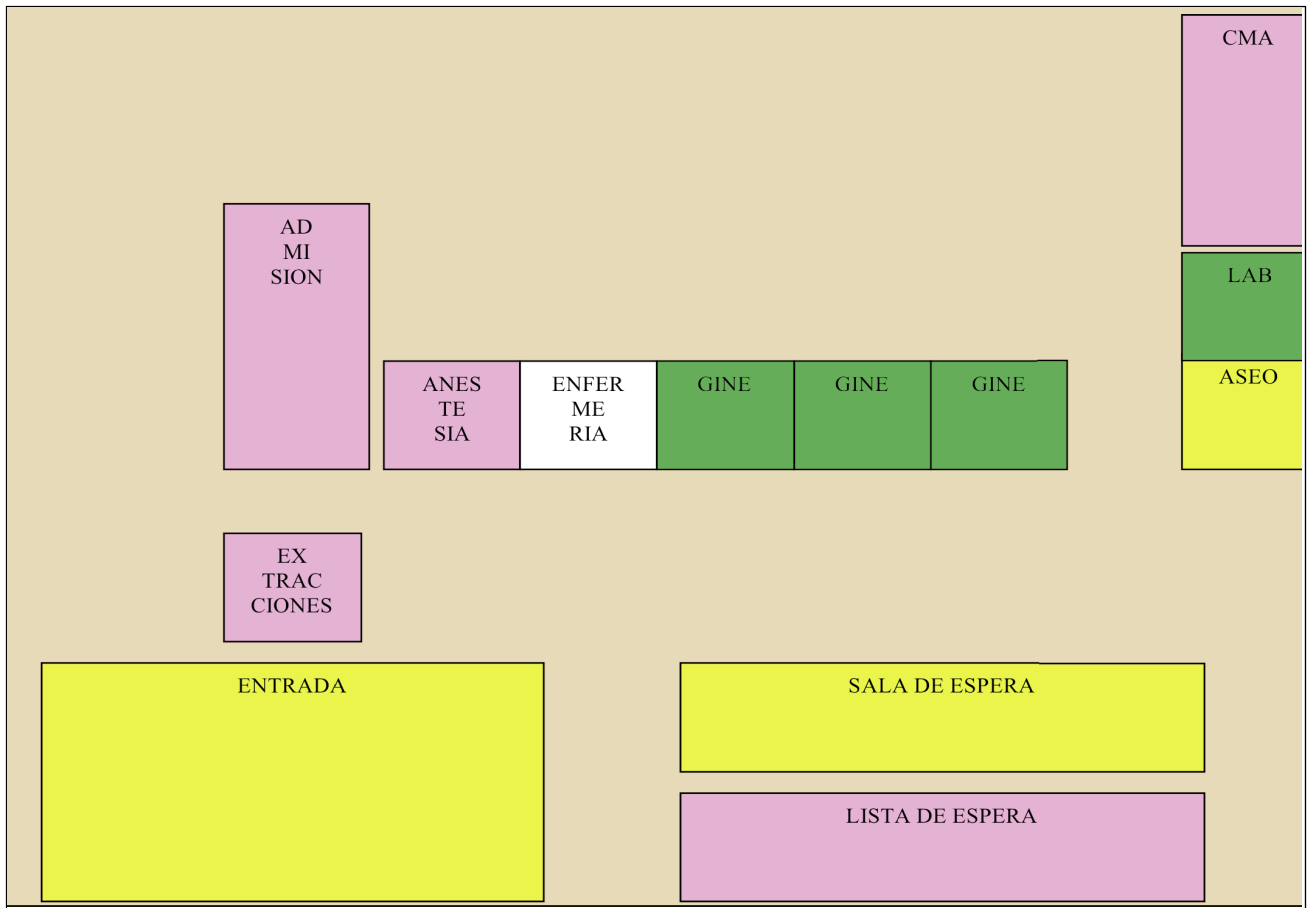 CMA
AD
MI
SION
LAB
ANES
TE
SIA
ENFER
ME
RIA
GINE
GINE
GINE
ASEO
EX
TRAC
CIONES
ENTRADA
SALA DE ESPERA
LISTA DE ESPERA